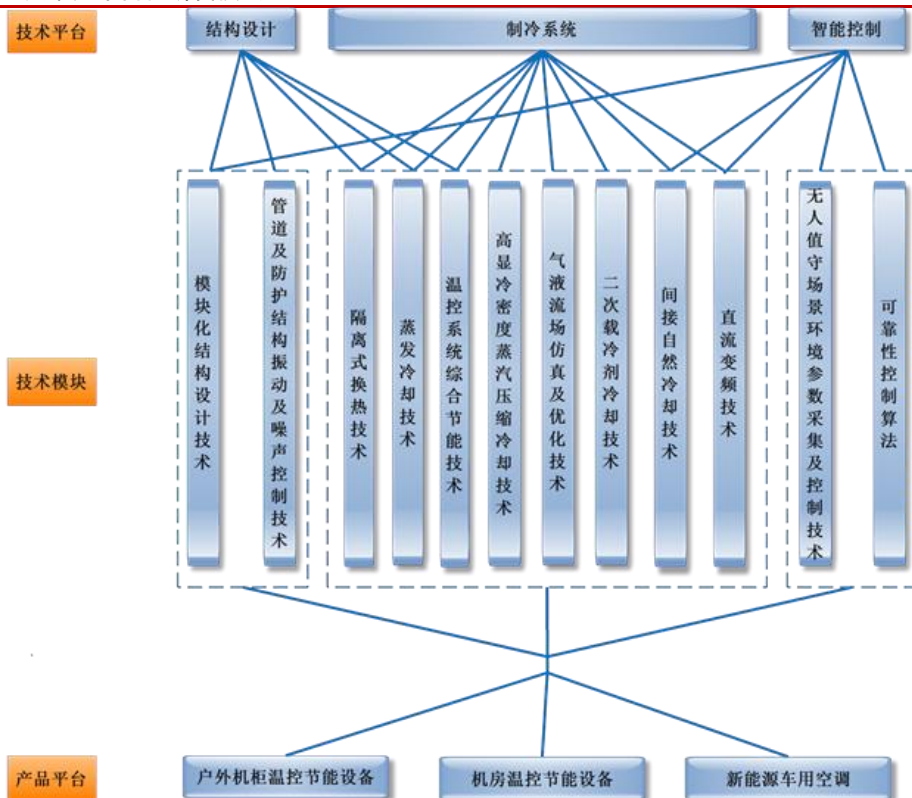 技术平台
结构设计
制冷系统
智能控制
技术模块
模块化结构设计技术
管道及防护结构振动及噪声控制技术
隔离式换热技术
蒸发冷却技术
温控系统综合节能技术
高显冷密度蒸汽压缩冷却技术
气液流场仿真及优化技术
二次载冷剂冷却技术
间接自然冷却技术
直流变频技术
无人值守场景环境参数采集及控制技术
可靠性控制算法
产品平台
户外机柜温控节能设备
机房温控节能设备
新能源车用空调